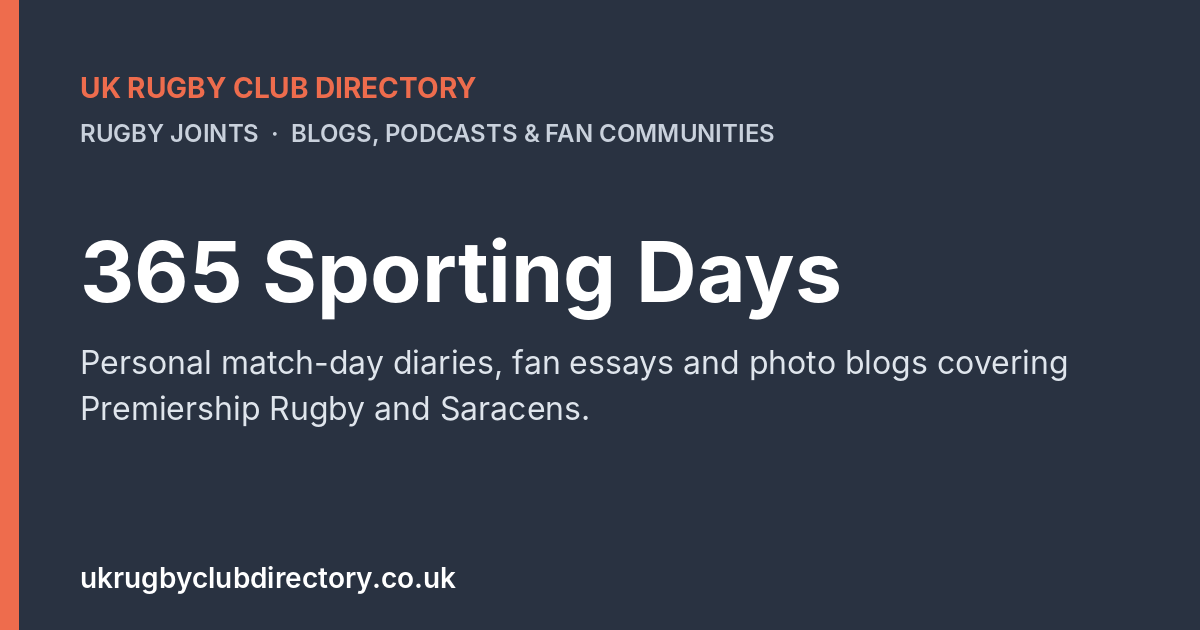 UK RUGBY CLUB DIRECTORY
RUGBY JOINTS · BLOGS, PODCASTS & FAN COMMUNITIES
365 Sporting Days
Personal match-day diaries, fan essays and photo blogs covering
Premiership Rugby and Saracens.
ukrugbyclubdirectory.co.uk